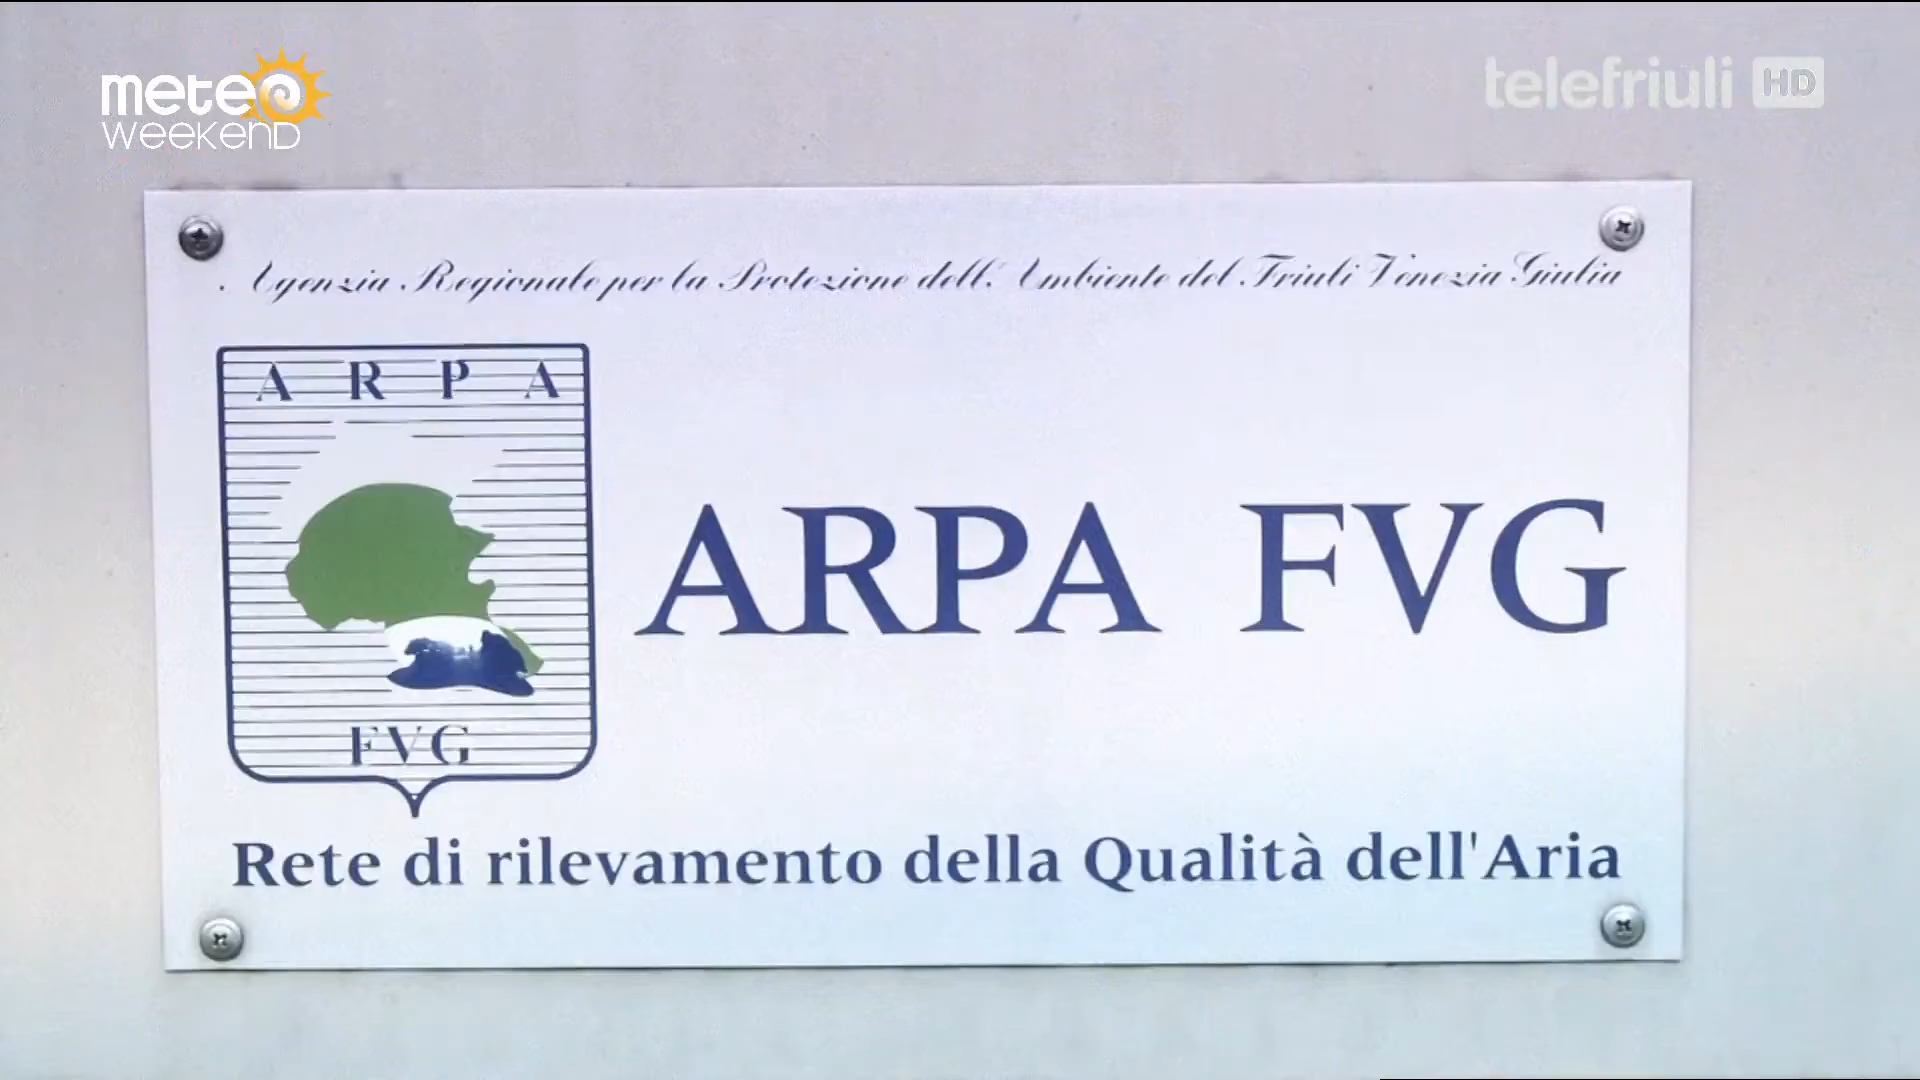 meteo
WEEKEND
telefriuli HD
Agenzia Regionale per la Protezione dell'Ambiente del Friuli Venezia Giulia
A R P A
ARPA FVG
FVG
Rete di rilevamento della Qualità dell'Aria